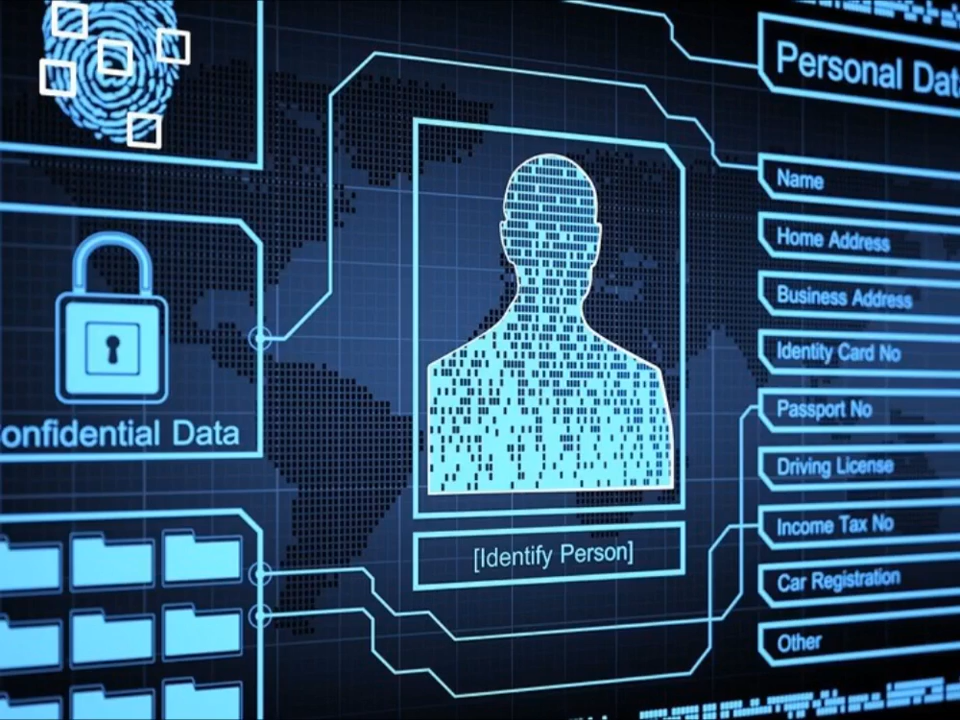 Personal Dat
Name
Home Address
Business Address
Identity Card No
Passport No
Driving License
Income Tax No
Car Registration
Other
onfidential Data
[Identify Person]